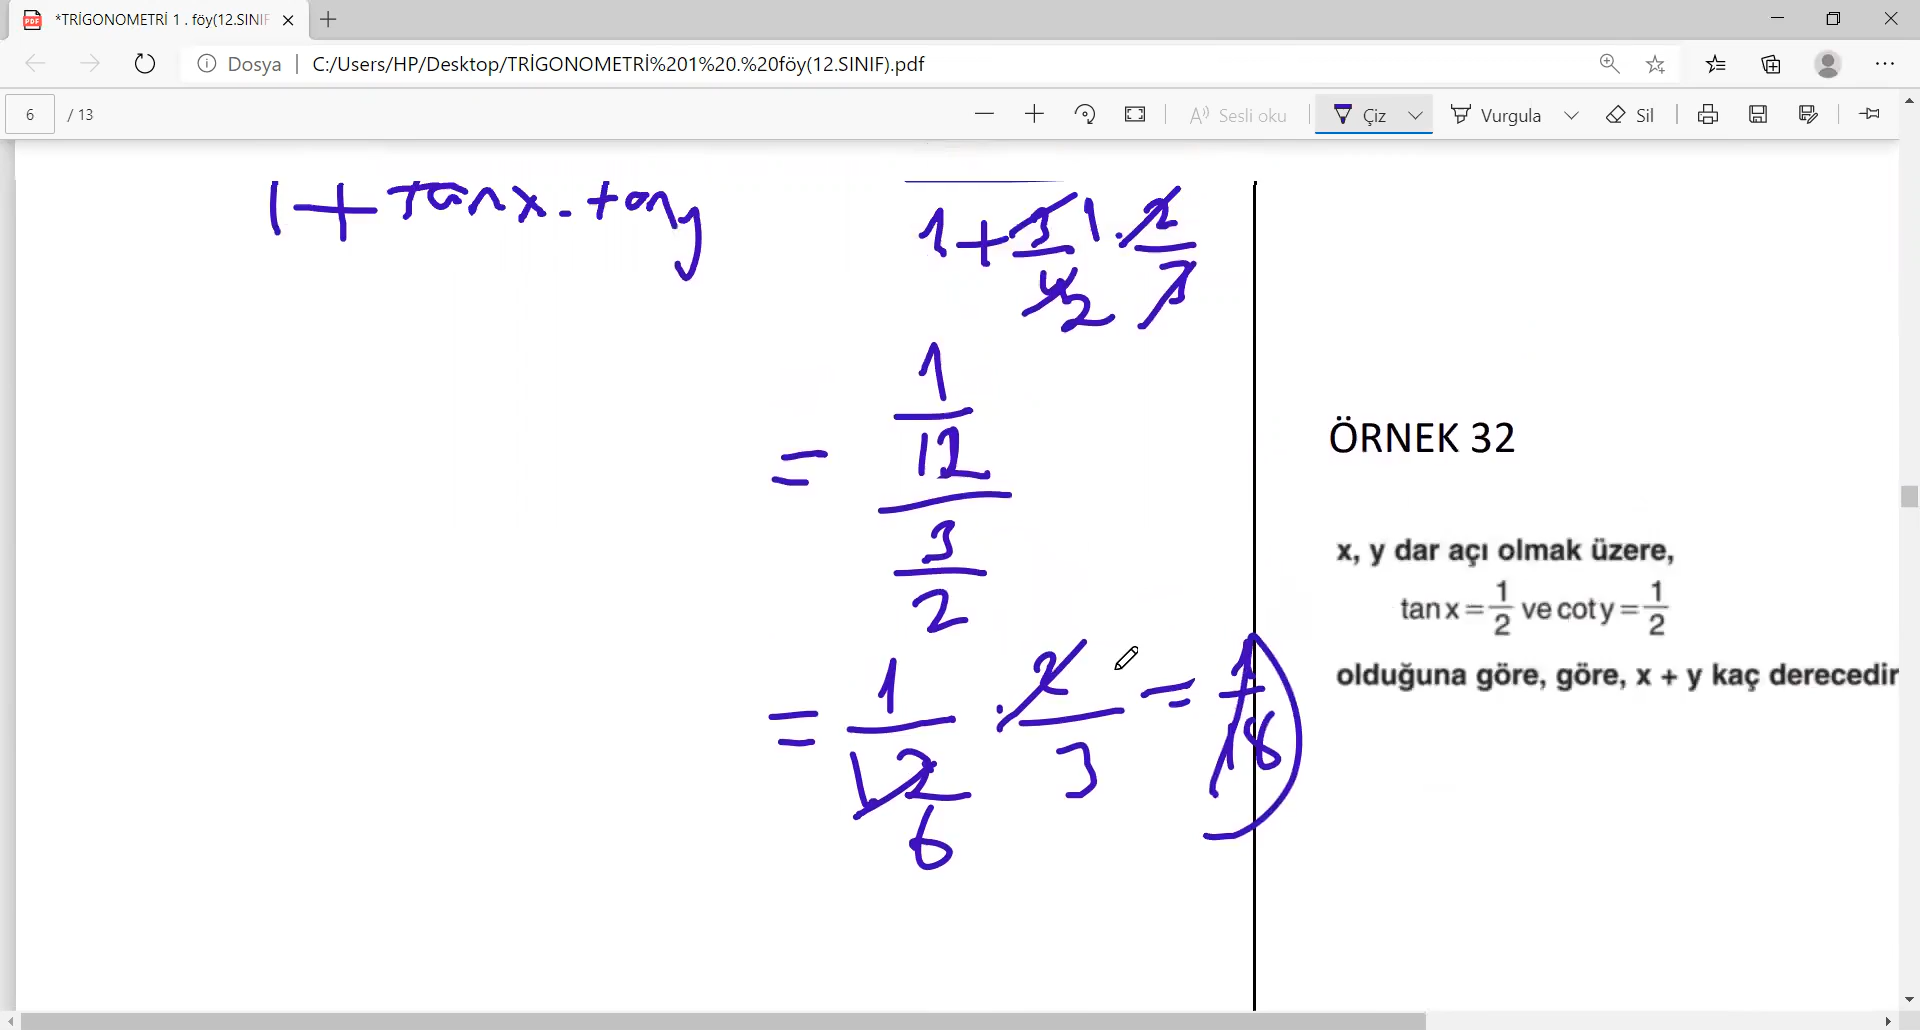 *TRİGONOMETRİ 1 . föy(12.SINIF
Dosya | C:/Users/HP/Desktop/TRİGONOMETRİ%201%20.%20föy(12.SINIF).pdf
6 / 13
Sesli oku
Çiz
Vurgula
Sil
1 + tanx . tany
1 + 3/4 1 2 . 2/3
= 1/12
3/2
= 1/12 6 . 2/3 = 1/18
ÖRNEK 32
x, y dar açı olmak üzere,
tan x = 1/2 ve cot y = 1/2
olduğuna göre, göre, x + y kaç derecedir